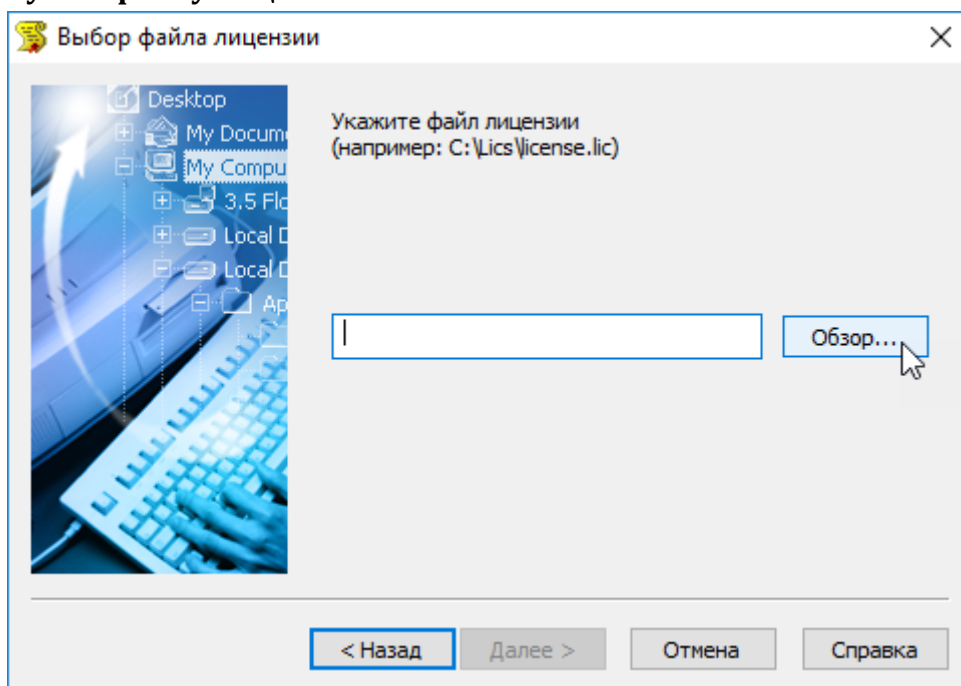 Выбор файла лицензии
Desktop
My Docum
My Compu
3.5 Flo
Local D
Local D
Ap
Укажите файл лицензии
(например: C:\Lics\license.lic)
Обзор...
< Назад
Далее >
Отмена
Справка